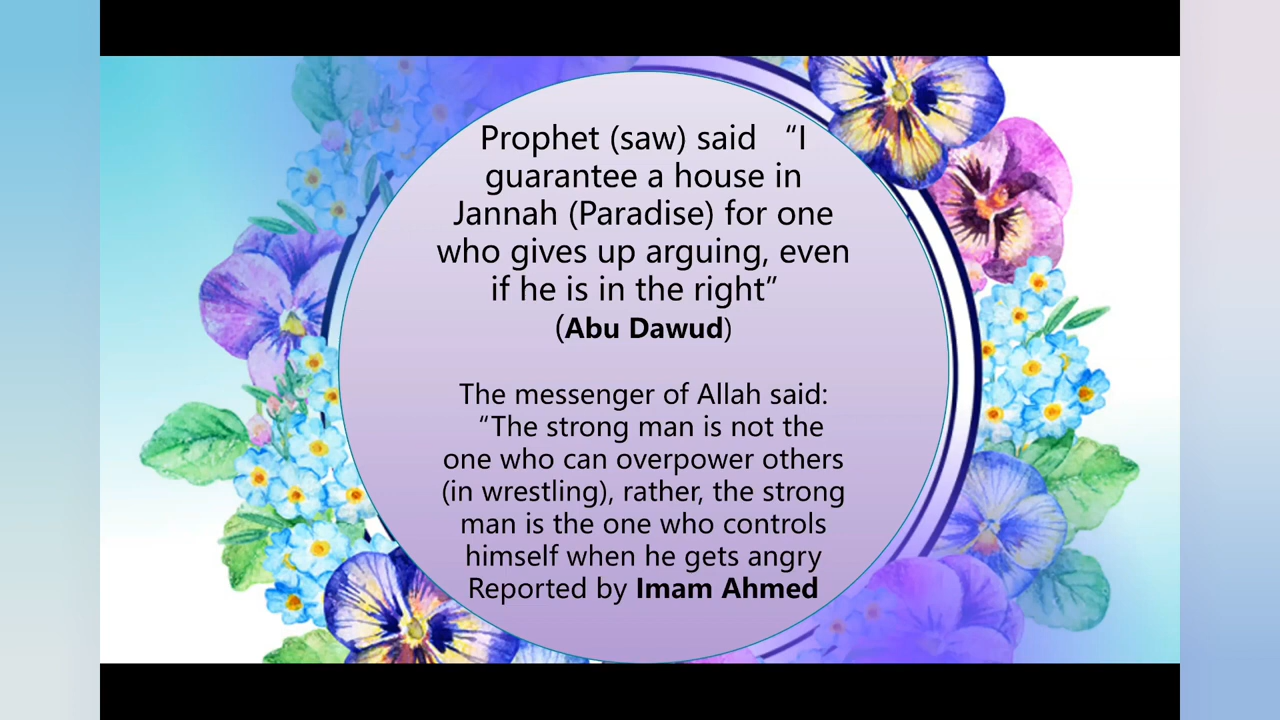 Prophet (saw) said “I
guarantee a house in
Jannah (Paradise) for one
who gives up arguing, even
if he is in the right”
(Abu Dawud)
The messenger of Allah said:
“The strong man is not the
one who can overpower others
(in wrestling), rather, the strong
man is the one who controls
himself when he gets angry
Reported by Imam Ahmed